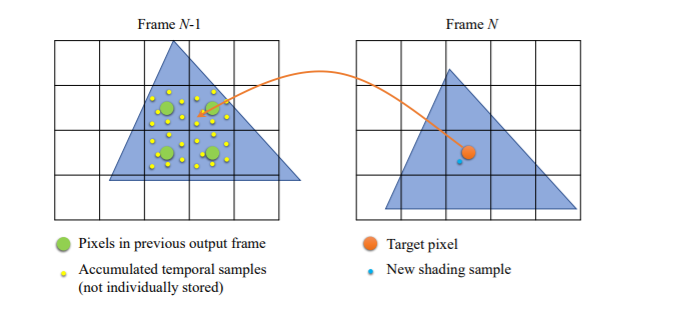 Frame N-1
Frame N
Pixels in previous output frame
Accumulated temporal samples
(not individually stored)
Target pixel
New shading sample